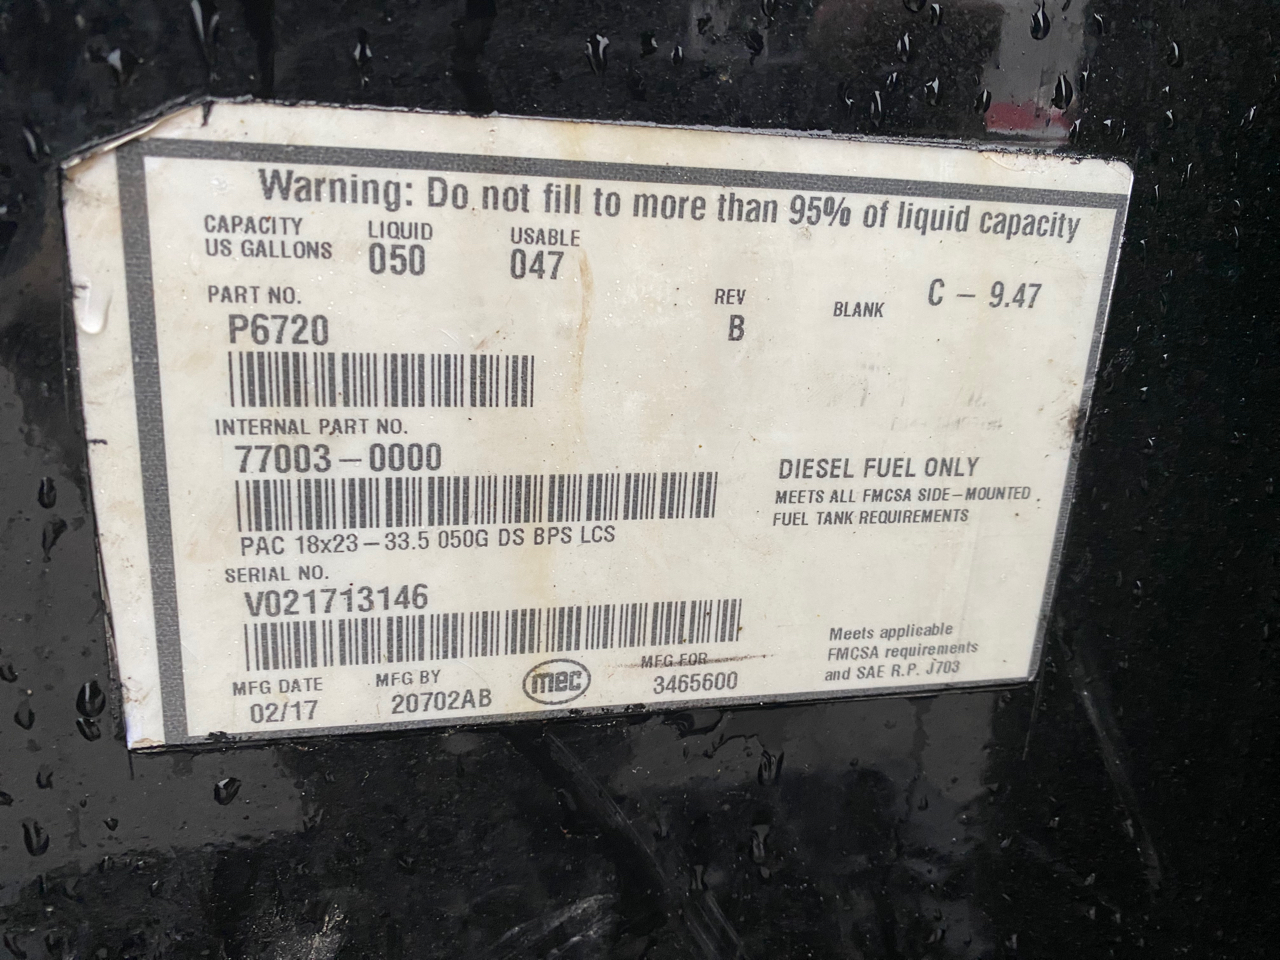 Warning: Do not fill to more than 95% of liquid capacity
CAPACITY LIQUID USABLE
US GALLONS 050 047
PART NO. REV BLANK C - 9.47
P6720 B
INTERNAL PART NO.
77003-0000
DIESEL FUEL ONLY
MEETS ALL FMCSA SIDE-MOUNTED
FUEL TANK REQUIREMENTS
PAC 18x23-33.5 050G DS BPS LCS
SERIAL NO.
V021713146
Meets applicable
FMCSA requirements
and SAE R.P. J703
MFG DATE MFG BY mec MFG FOR
02/17 20702AB 3465600